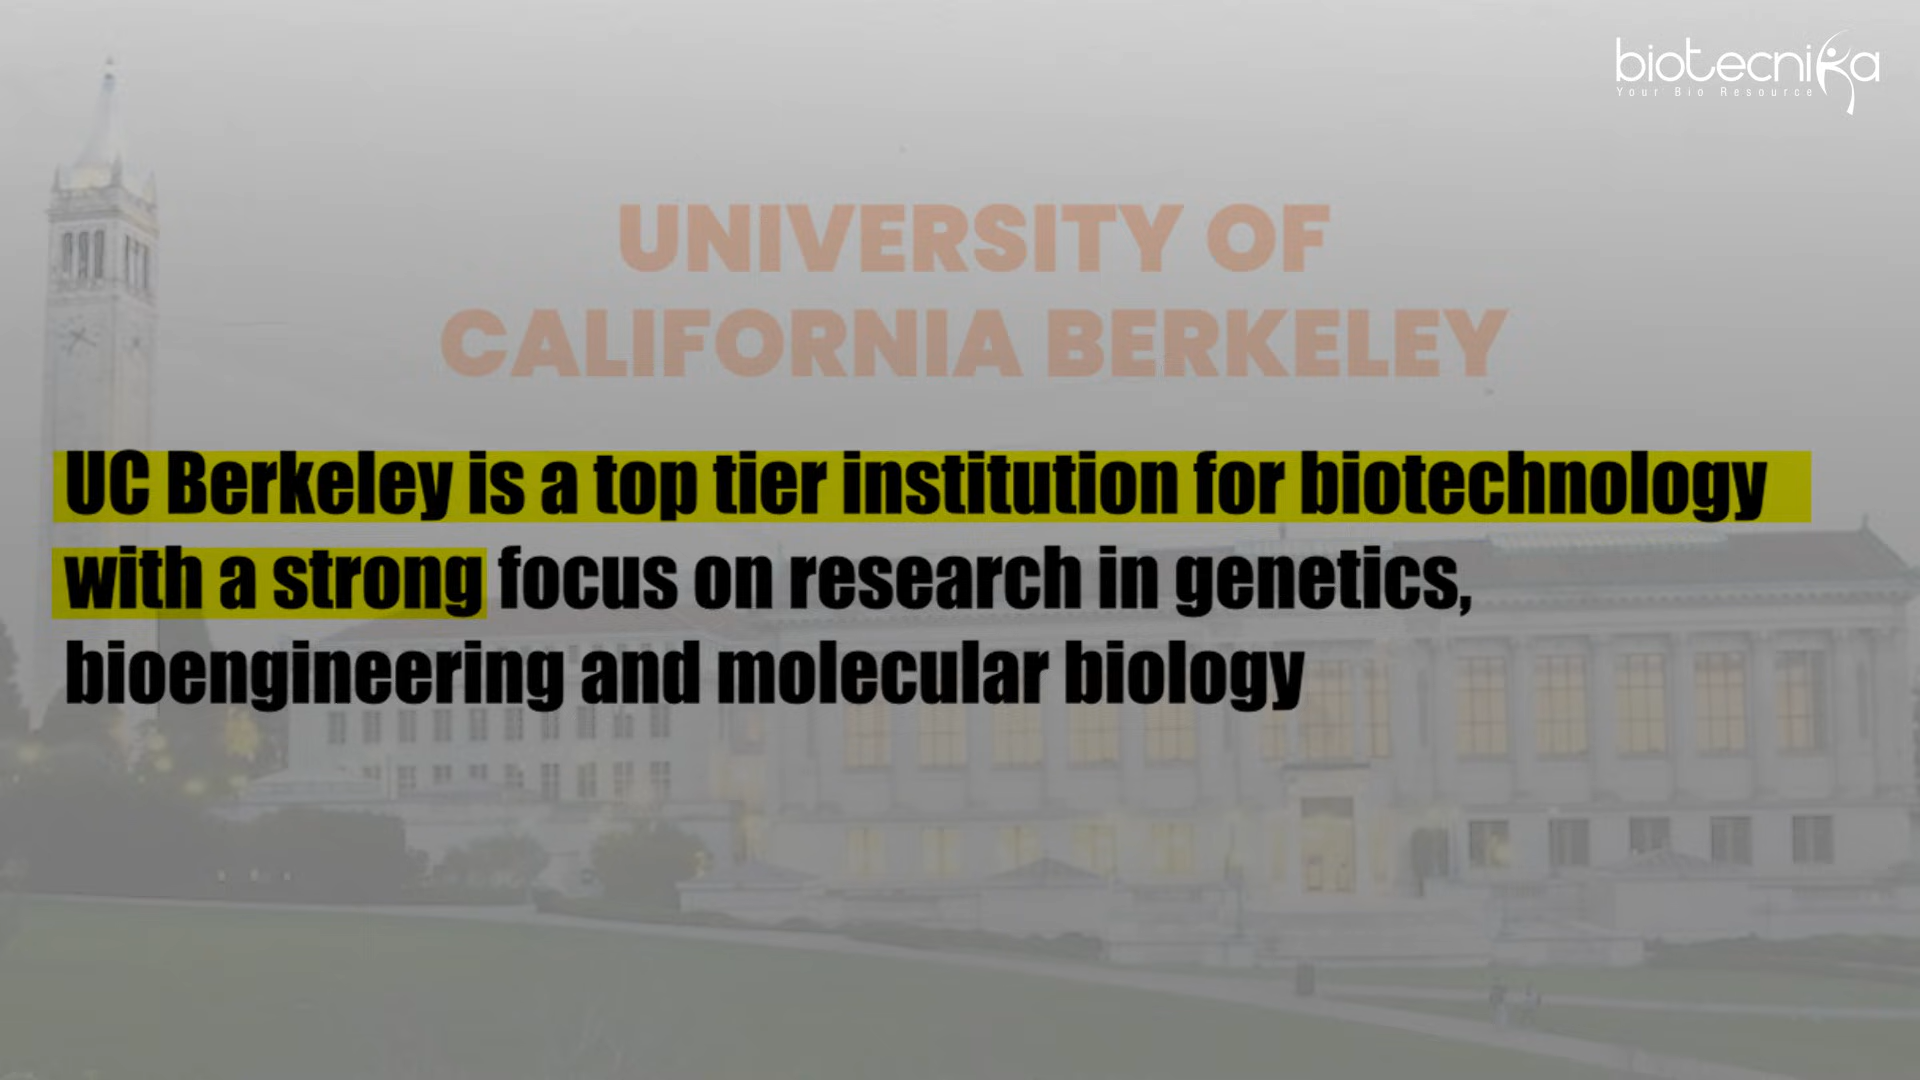 biotecnika
Your Bio Resource
UNIVERSITY OF
CALIFORNIA BERKELEY
UC Berkeley is a top tier institution for biotechnology
with a strong focus on research in genetics,
bioengineering and molecular biology